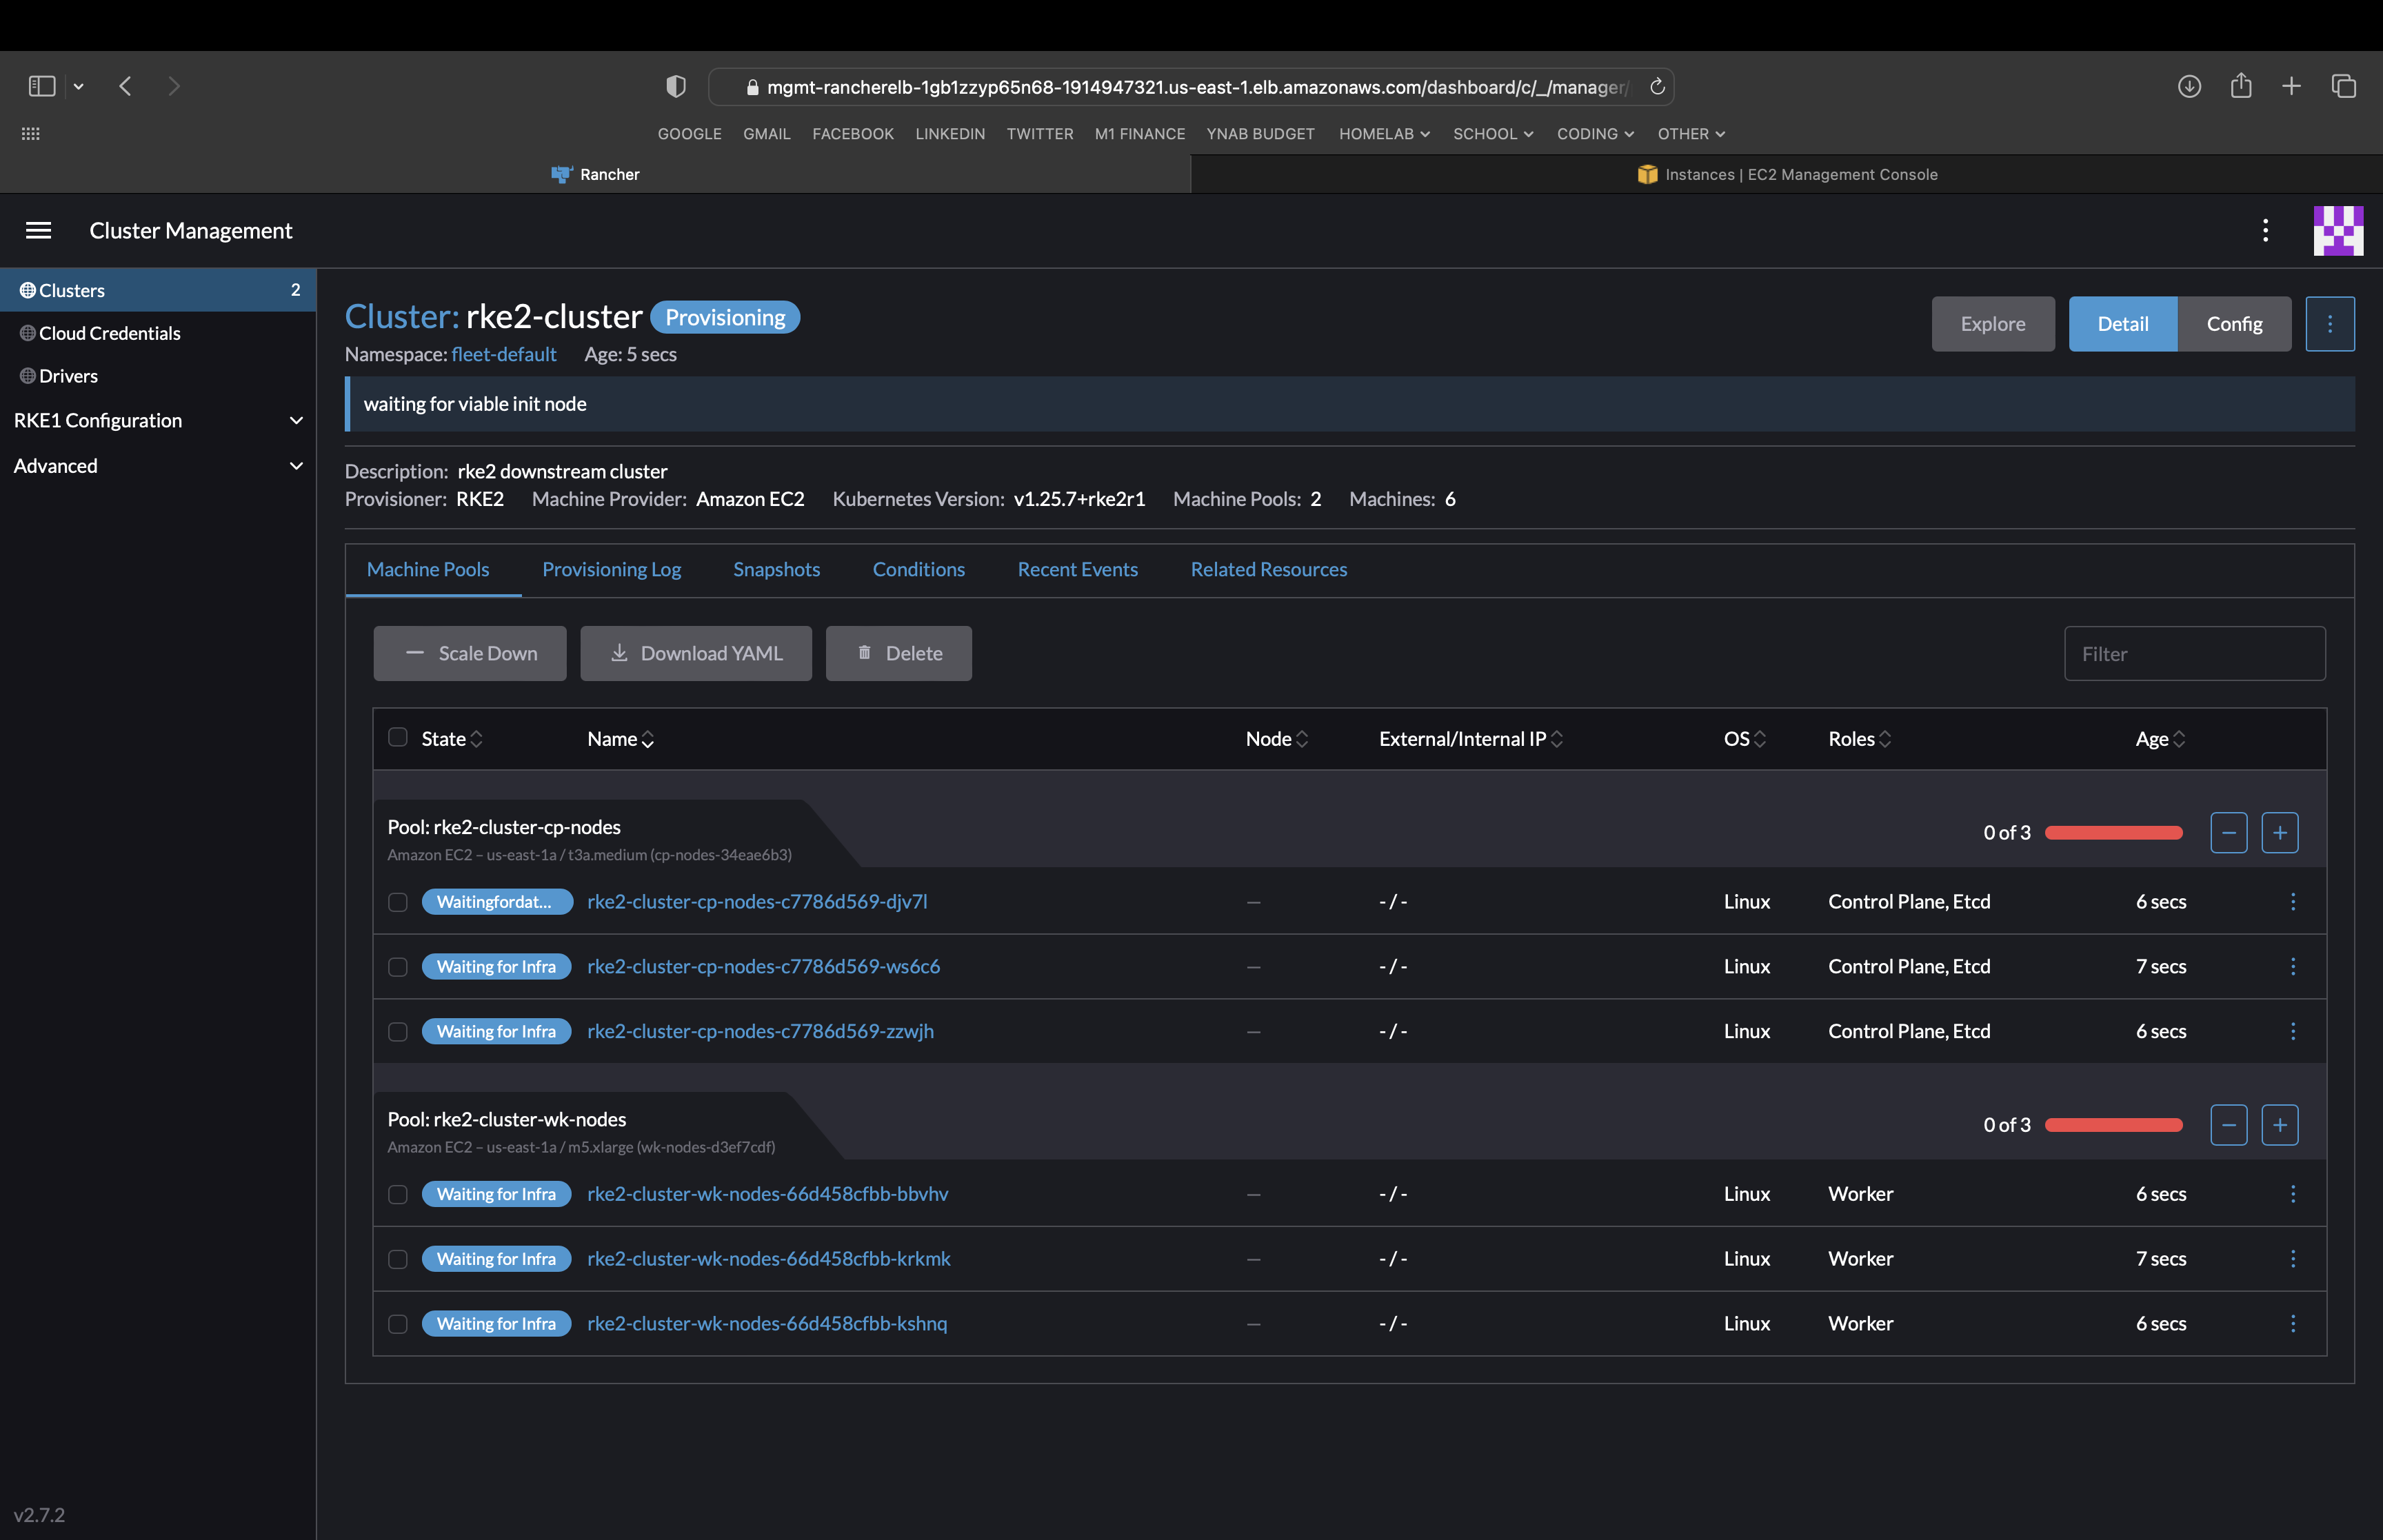 mgmt-rancherelb-1gb1zzyp65n68-1914947321.us-east-1.elb.amazonaws.com/dashboard/c/_/manager/
GOOGLE GMAIL FACEBOOK LINKEDIN TWITTER M1 FINANCE YNAB BUDGET HOMELAB SCHOOL CODING OTHER
Rancher
Instances | EC2 Management Console
Cluster Management
Clusters 2
Cloud Credentials
Drivers
RKE1 Configuration
Advanced
Cluster: rke2-cluster Provisioning
Explore Detail Config
Namespace: fleet-default Age: 5 secs
waiting for viable init node
Description: rke2 downstream cluster
Provisioner: RKE2 Machine Provider: Amazon EC2 Kubernetes Version: v1.25.7+rke2r1 Machine Pools: 2 Machines: 6
Machine Pools Provisioning Log Snapshots Conditions Recent Events Related Resources
Scale Down Download YAML Delete Filter
State Name Node External/Internal IP OS Roles Age
Pool: rke2-cluster-cp-nodes 0 of 3
Amazon EC2 – us-east-1a / t3a.medium (cp-nodes-34eae6b3)
Waitingfordat... rke2-cluster-cp-nodes-c7786d569-djv7l — - / - Linux Control Plane, Etcd 6 secs
Waiting for Infra rke2-cluster-cp-nodes-c7786d569-ws6c6 — - / - Linux Control Plane, Etcd 7 secs
Waiting for Infra rke2-cluster-cp-nodes-c7786d569-zzwjh — - / - Linux Control Plane, Etcd 6 secs
Pool: rke2-cluster-wk-nodes 0 of 3
Amazon EC2 – us-east-1a / m5.xlarge (wk-nodes-d3ef7cdf)
Waiting for Infra rke2-cluster-wk-nodes-66d458cfbb-bbvhv — - / - Linux Worker 6 secs
Waiting for Infra rke2-cluster-wk-nodes-66d458cfbb-krkmk — - / - Linux Worker 7 secs
Waiting for Infra rke2-cluster-wk-nodes-66d458cfbb-kshnq — - / - Linux Worker 6 secs
v2.7.2